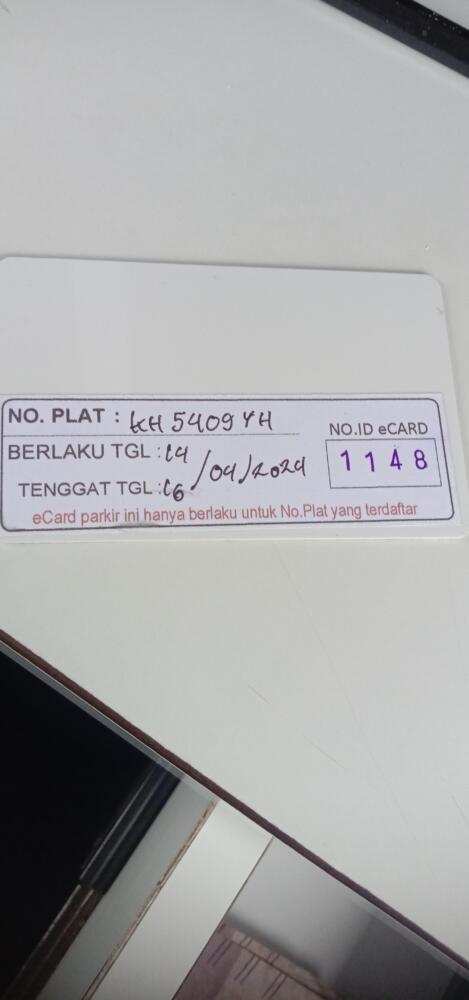 NO. PLAT : KH 5409 YH
NO.ID eCARD
BERLAKU TGL : 14
/04/2024
1148
TENGGAT TGL : 16
eCard parkir ini hanya berlaku untuk No.Plat yang terdaftar